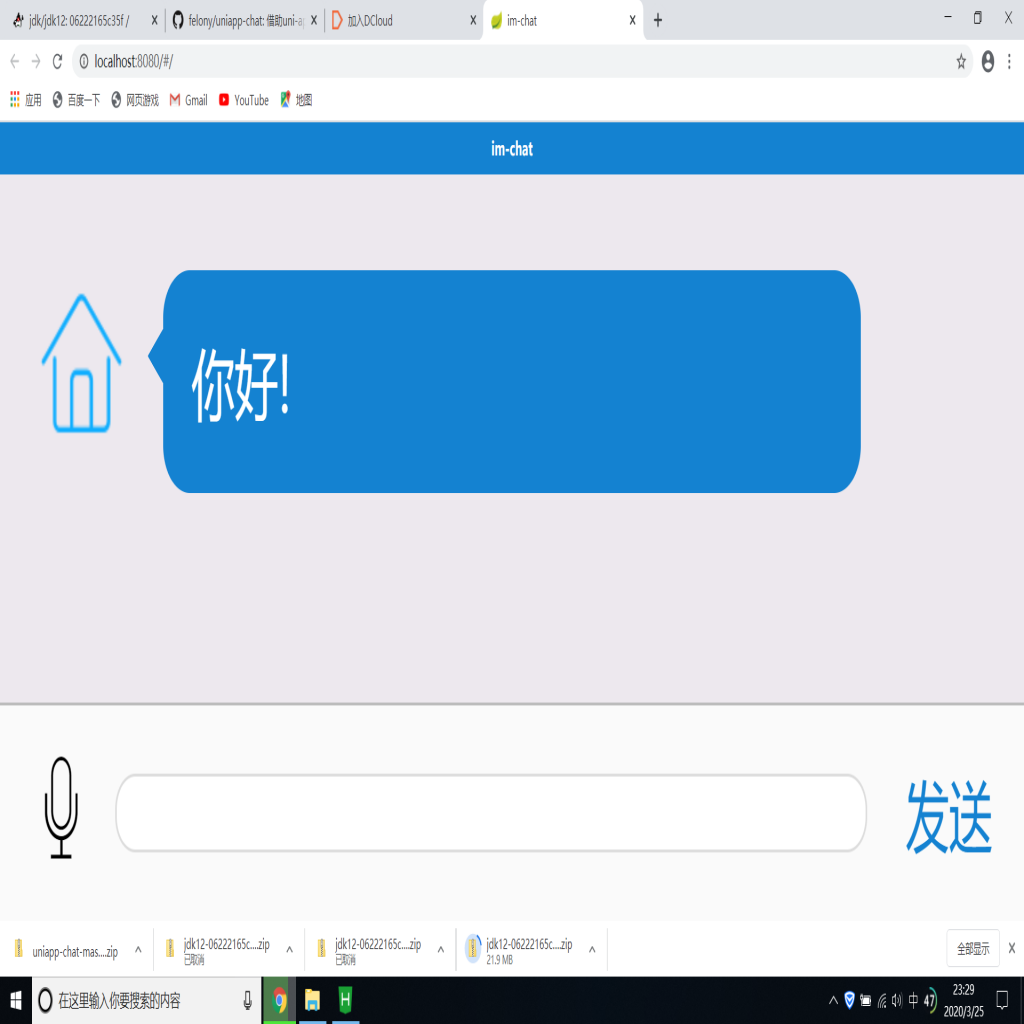 jdk/jdk12: 06222165c35f /
felony/uniapp-chat: 借助uni-a
加入DCloud
im-chat
localhost:8080/#/
应用
百度一下
网页游戏
Gmail
YouTube
地图
im-chat
你好!
发送
uniapp-chat-mas....zip
jdk12-06222165c....zip
已取消
jdk12-06222165c....zip
已取消
jdk12-06222165c....zip
21.9 MB
全部显示
在这里输入你要搜索的内容
H
中
47
23:29
2020/3/25